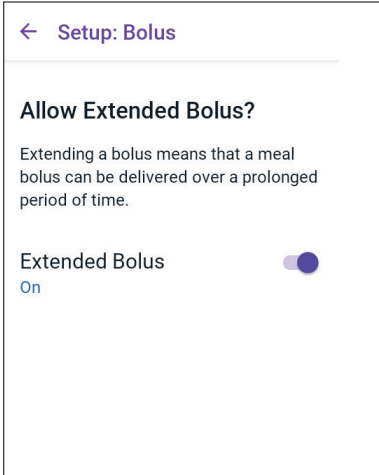 Setup: Bolus
Allow Extended Bolus?
Extending a bolus means that a meal
bolus can be delivered over a prolonged
period of time.
Extended Bolus
On